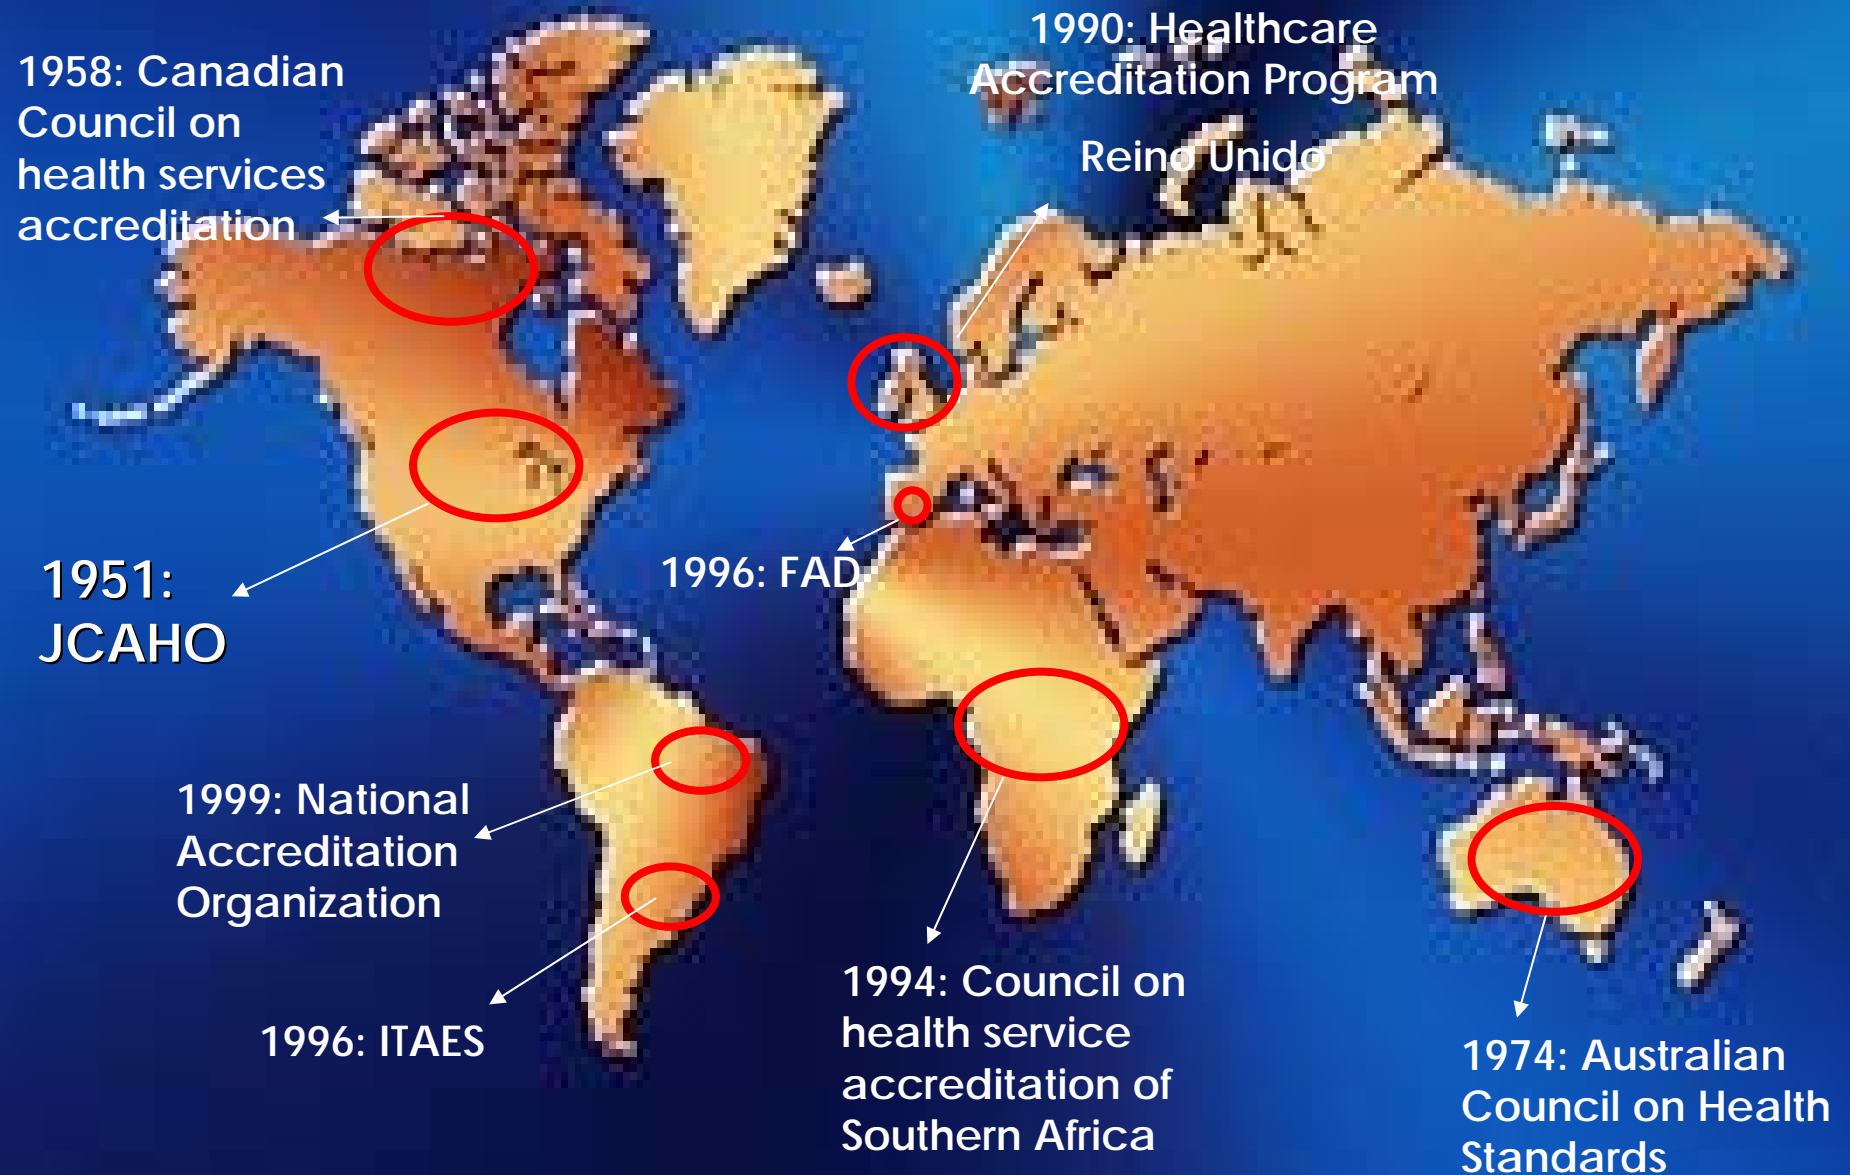 1958: Canadian
Council on
health services
accreditation
1990: Healthcare
Accreditation Program
Reino Unido
1951:
JCAHO
1996: FAD
1999: National
Accreditation
Organization
1996: ITAES
1994: Council on
health service
accreditation of
Southern Africa
1974: Australian
Council on Health
Standards